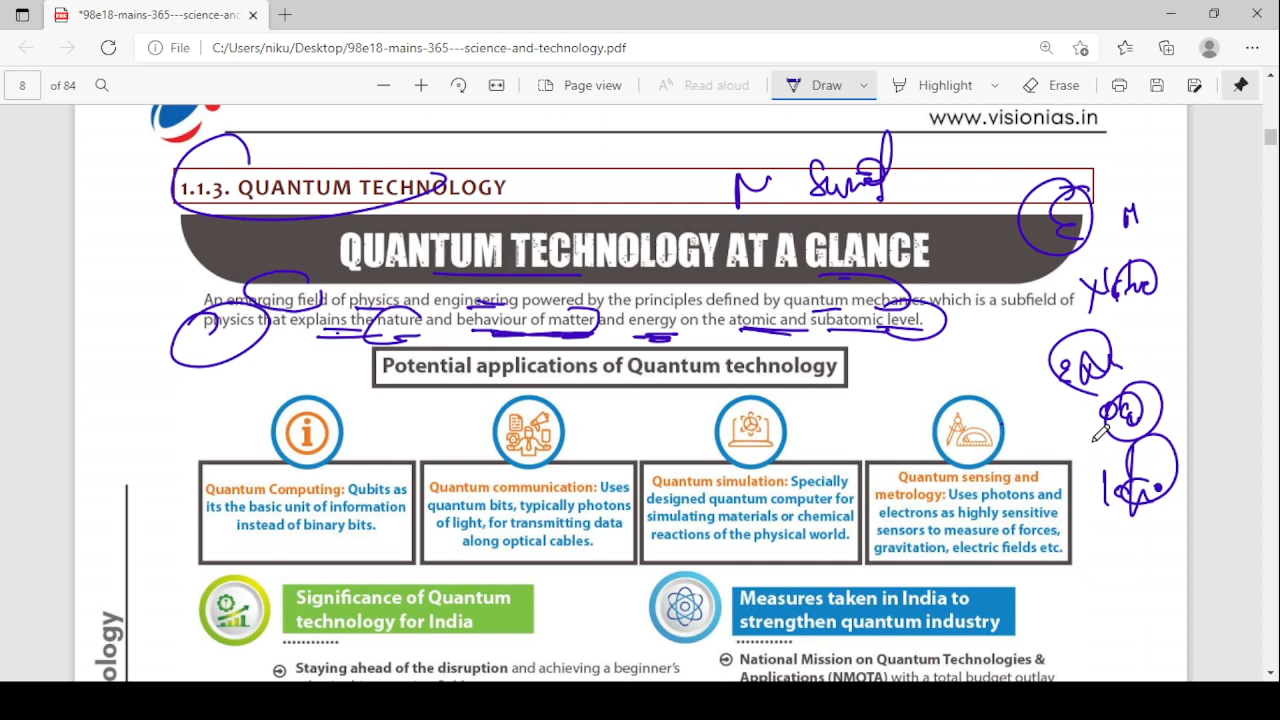 *98e18-mains-365---science-and
File
C:/Users/niku/Desktop/98e18-mains-365---science-and-technology.pdf
8 of 84
Page view
Read aloud
Draw
Highlight
Erase
www.visionias.in
1.1.3. QUANTUM TECHNOLOGY
QUANTUM TECHNOLOGY AT A GLANCE
An emerging field of physics and engineering powered by the principles defined by quantum mechanics which is a subfield of
physics that explains the nature and behaviour of matter and energy on the atomic and subatomic level.
Potential applications of Quantum technology
Quantum Computing: Qubits as
its the basic unit of information
instead of binary bits.
Quantum communication: Uses
quantum bits, typically photons
of light, for transmitting data
along optical cables.
Quantum simulation: Specially
designed quantum computer for
simulating materials or chemical
reactions of the physical world.
Quantum sensing and
metrology: Uses photons and
electrons as highly sensitive
sensors to measure of forces,
gravitation, electric fields etc.
Significance of Quantum
technology for India
Staying ahead of the disruption and achieving a beginner's
Measures taken in India to
strengthen quantum industry
National Mission on Quantum Technologies &
Applications (NMQTA) with a total budget outlay
nology